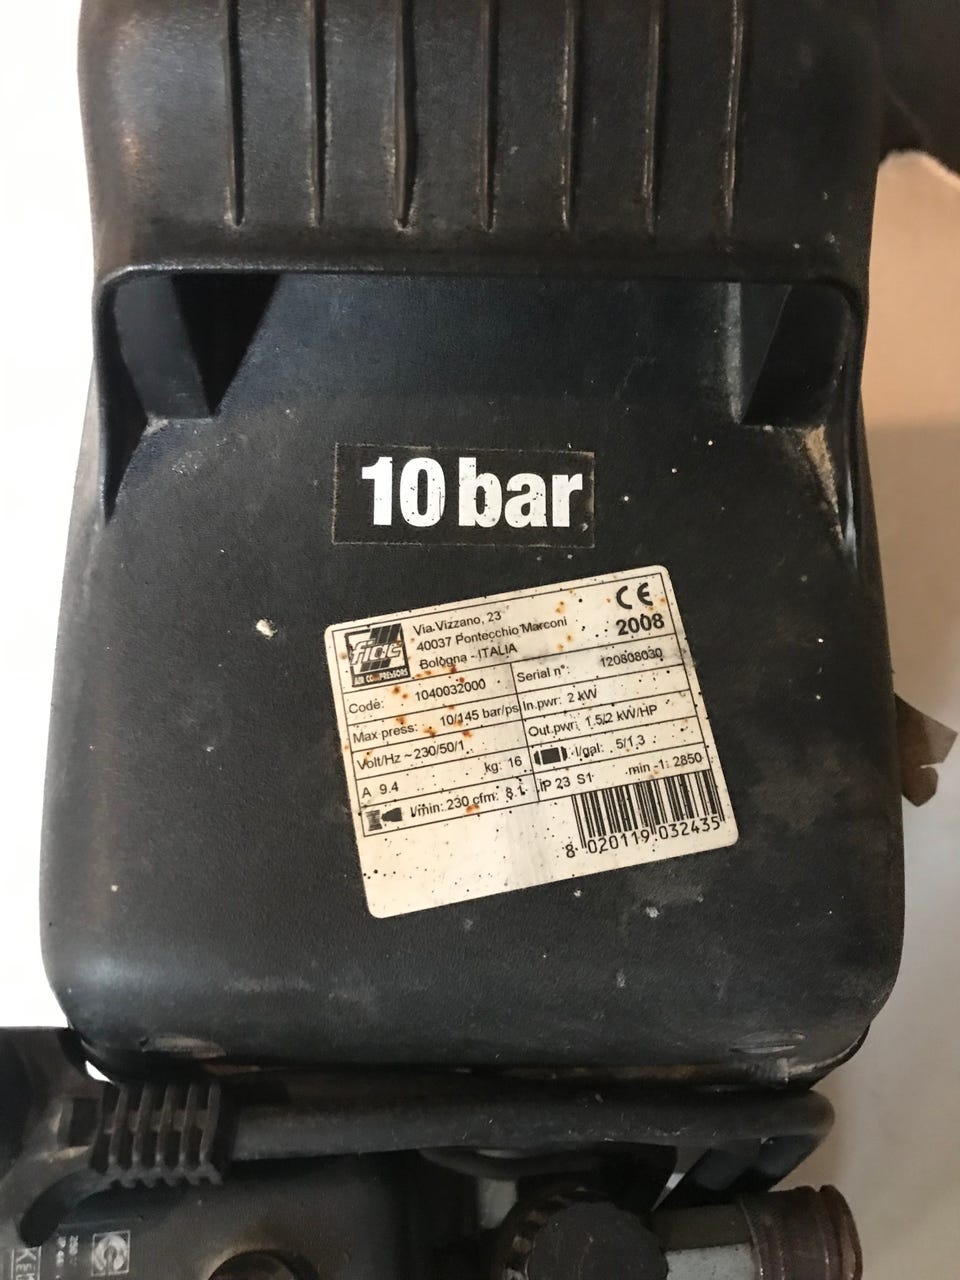 10 bar
fiac
AIR COMPRESSORS
Via Vizzano, 23
40037 Pontecchio Marconi
Bologna - ITALIA
CE
2008
Code: 1040032000
Serial n°: 120808030
Max press: 10/145 bar/psi
In.pwr: 2 kW
Volt/Hz ~ 230/50/1
Out.pwr: 1.5/2 kW/HP
A 9.4
kg: 16
l/gal: 5/1,3
l/min: 230 cfm: 8.1
IP 23 S1
min -1: 2850
8 020119 032435